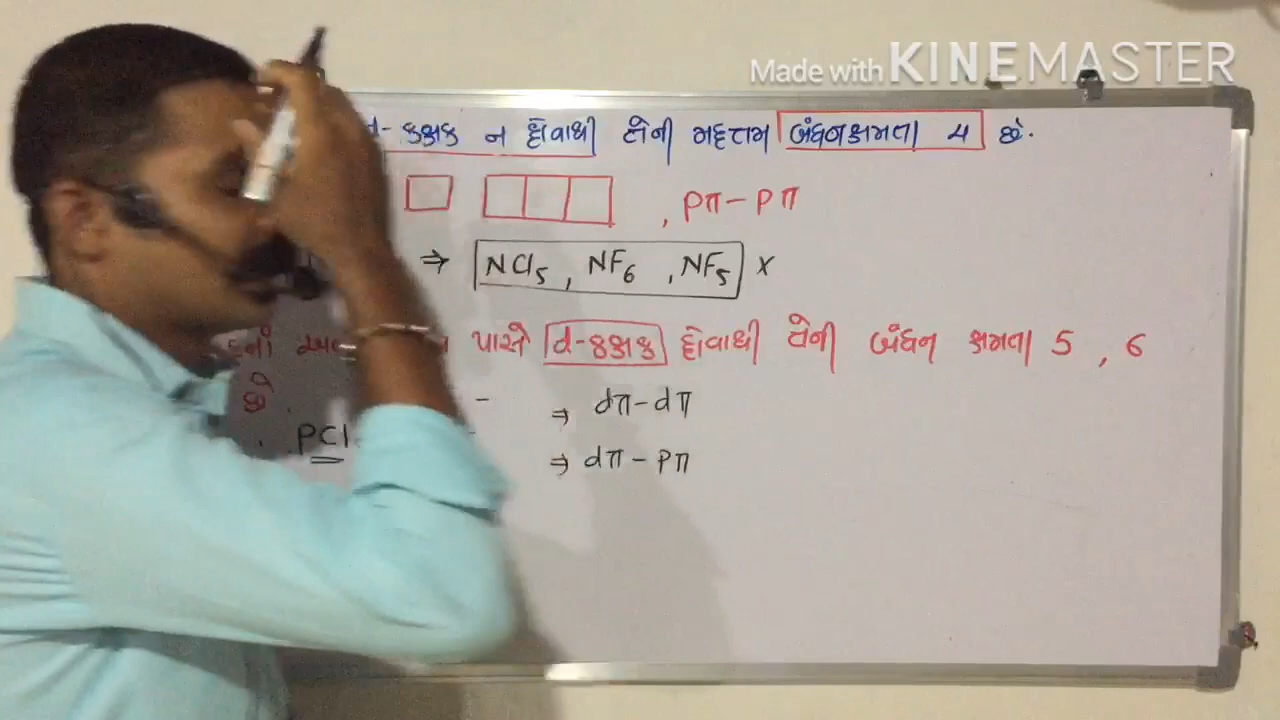 Made with KINEMASTER
d-કક્ષક ન હોવાથી તેની મહત્તમ બંધનક્ષમતા 4 છે.
, pπ-pπ
⇒ NCl₅, NF₆, NF₅ x
પાસે d-કક્ષક હોવાથી તેની બંધન ક્ષમતા 5, 6
છે.
- ⇒ dπ-dπ
PCl ⇒ dπ-pπ